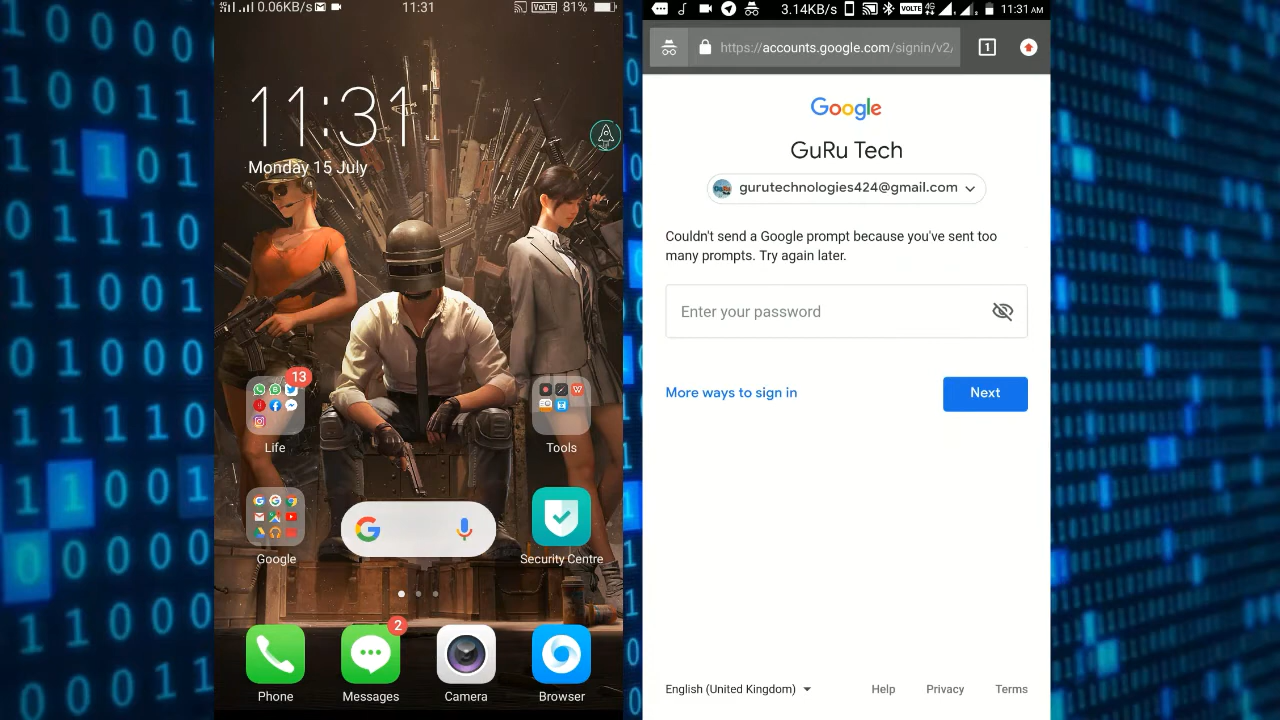 0.06KB/s
11:31
VoLTE
81%
11:31
Monday 15 July
13
Life
Tools
Google
Security Centre
2
Phone
Messages
Camera
Browser
3.14KB/s
VOLTE
4G
11:31 AM
https://accounts.google.com/signin/v2/
1
Google
GuRu Tech
gurutechnologies424@gmail.com
Couldn't send a Google prompt because you've sent too
many prompts. Try again later.
Enter your password
More ways to sign in
Next
English (United Kingdom)
Help
Privacy
Terms